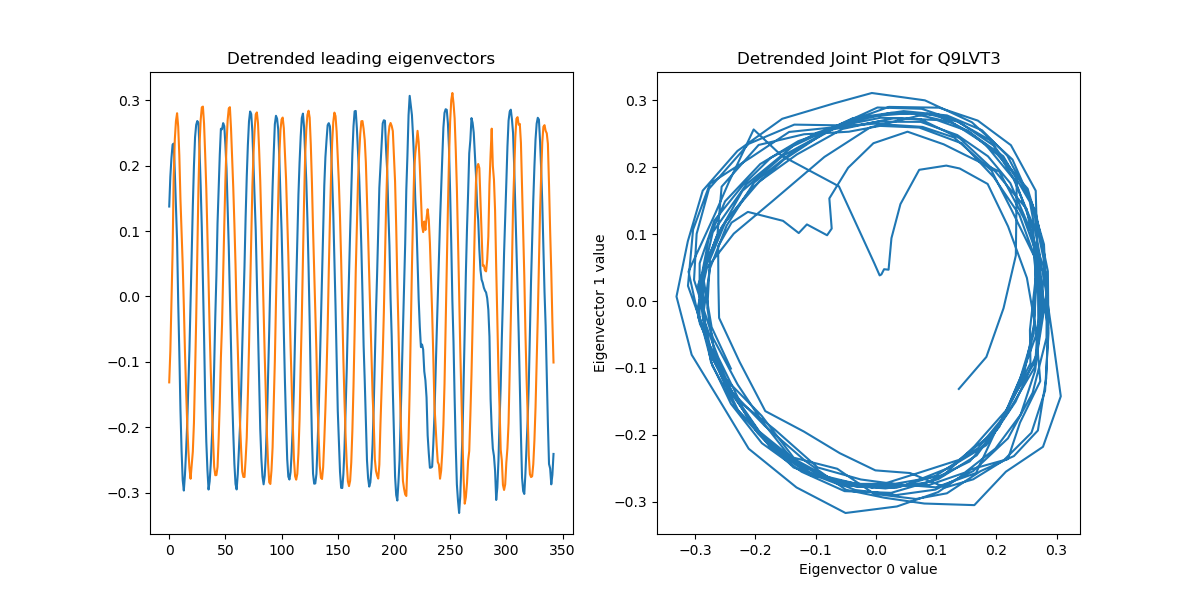 Detrended leading eigenvectors
0.3
0.2
0.1
0.0
−0.1
−0.2
−0.3
0 50 100 150 200 250 300 350
Detrended Joint Plot for Q9LVT3
Eigenvector 1 value
0.3
0.2
0.1
0.0
−0.1
−0.2
−0.3
−0.3 −0.2 −0.1 0.0 0.1 0.2 0.3
Eigenvector 0 value